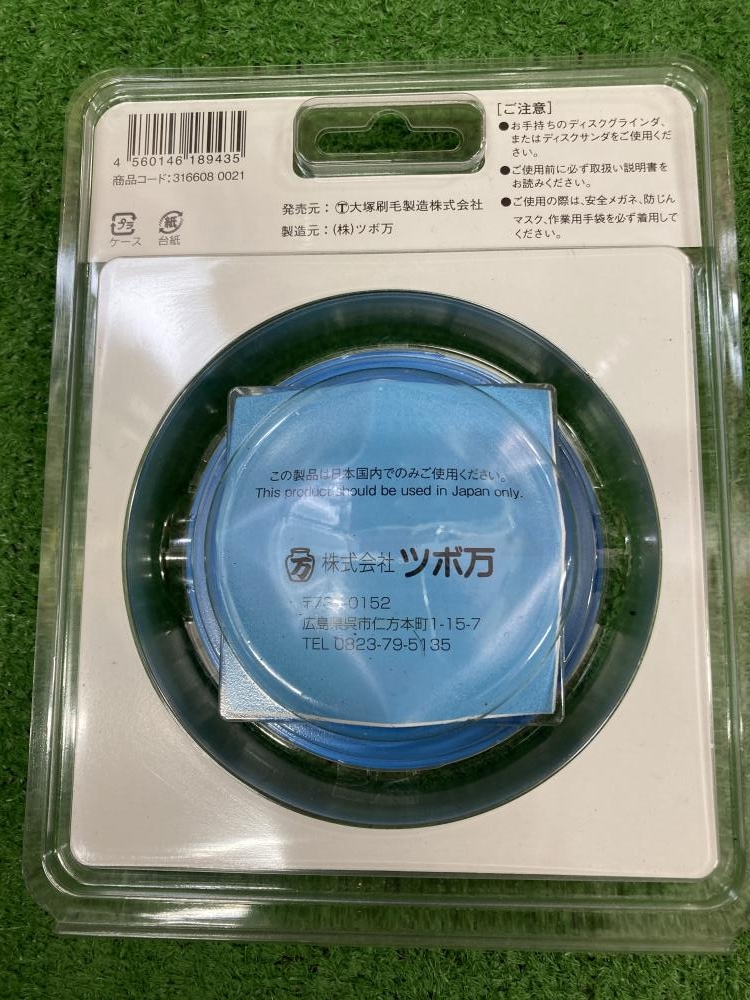 4 560146 189435
商品コード:316608 0021
プラ
ケース
紙
台紙
発売元:Ⓣ大塚刷毛製造株式会社
製造元:(株)ツボ万
[ご注意]
●お手持ちのディスクグラインダ、
またはディスクサンダをご使用くだ
さい。
●ご使用前に必ず取扱い説明書を
お読みください。
●ご使用の際は、安全メガネ、防じん
マスク、作業用手袋を必ず着用して
ください。
この製品は日本国内でのみご使用ください。
This product should be used in Japan only.
万 株式会社 ツボ万
広島県呉市仁方本町1-15-7
TEL 0823-79-5135